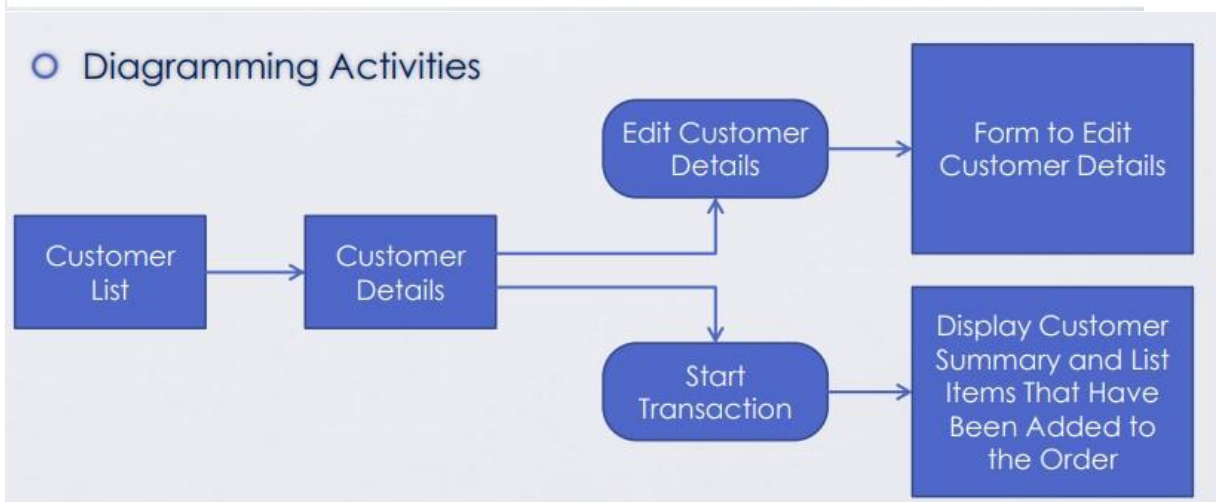 Diagramming Activities
Edit Customer
Details
Form to Edit
Customer Details
Customer
List
Customer
Details
Start
Transaction
Display Customer
Summary and List
Items That Have
Been Added to
the Order